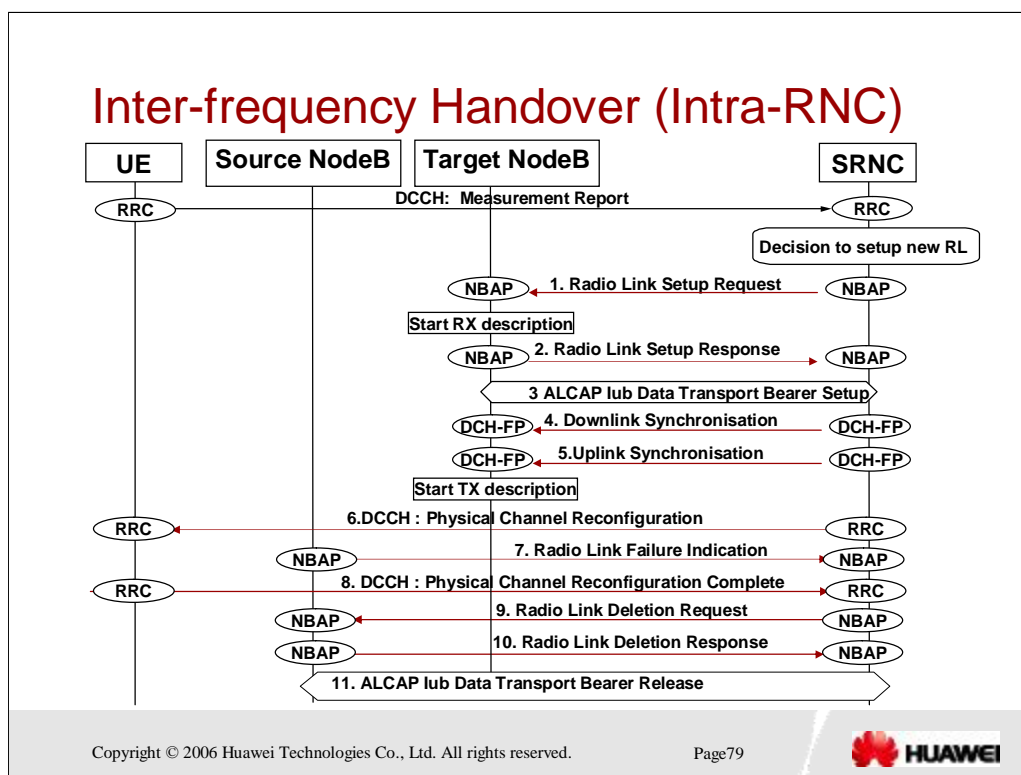 Inter-frequency Handover (Intra-RNC)
UE
Source NodeB
Target NodeB
SRNC
DCCH: Measurement Report
RRC
RRC
Decision to setup new RL
NBAP
1. Radio Link Setup Request
NBAP
Start RX description
NBAP
2. Radio Link Setup Response
NBAP
3 ALCAP Iub Data Transport Bearer Setup
DCH-FP
4. Downlink Synchronisation
DCH-FP
DCH-FP
5.Uplink Synchronisation
DCH-FP
Start TX description
RRC
6.DCCH : Physical Channel Reconfiguration
RRC
NBAP
7. Radio Link Failure Indication
NBAP
RRC
8. DCCH : Physical Channel Reconfiguration Complete
RRC
NBAP
9. Radio Link Deletion Request
NBAP
NBAP
10. Radio Link Deletion Response
NBAP
11. ALCAP Iub Data Transport Bearer Release
Copyright © 2006 Huawei Technologies Co., Ltd. All rights reserved.
Page79
HUAWEI